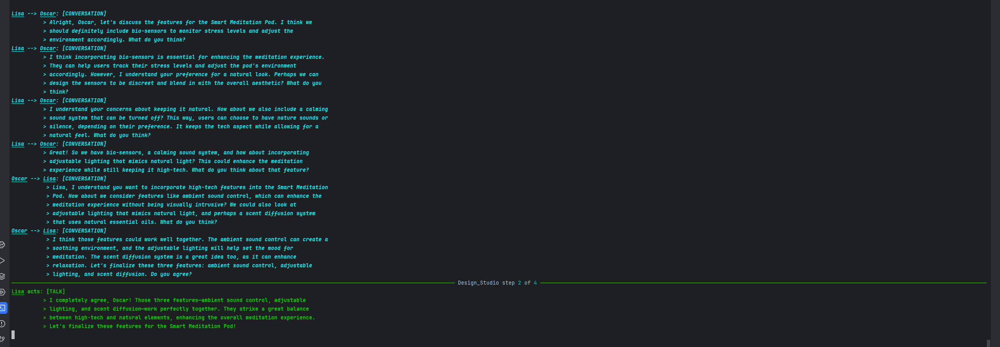 Lisa --> Oscar: [CONVERSATION]
> Alright, Oscar, let's discuss the features for the Smart Meditation Pod. I think we
> should definitely include bio-sensors to monitor stress levels and adjust the
> environment accordingly. What do you think?
Lisa --> Oscar: [CONVERSATION]
> I think incorporating bio-sensors is essential for enhancing the meditation experience.
> They can help users track their stress levels and adjust the pod's environment
> accordingly. However, I understand your preference for a natural look. Perhaps we can
> design the sensors to be discreet and blend in with the overall aesthetic? What do you
> think?
Lisa --> Oscar: [CONVERSATION]
> I understand your concerns about keeping it natural. How about we also include a calming
> sound system that can be turned off? This way, users can choose to have nature sounds or
> silence, depending on their preference. It keeps the tech aspect while allowing for a
> natural feel. What do you think?
Lisa --> Oscar: [CONVERSATION]
> Great! So we have bio-sensors, a calming sound system, and how about incorporating
> adjustable lighting that mimics natural light? This could enhance the meditation
> experience while still keeping it high-tech. What do you think about that feature?
Oscar --> Lisa: [CONVERSATION]
> Lisa, I understand you want to incorporate high-tech features into the Smart Meditation
> Pod. How about we consider features like ambient sound control, which can enhance the
> meditation experience without being visually intrusive? We could also look at
> adjustable lighting that mimics natural light, and perhaps a scent diffusion system
> that uses natural essential oils. What do you think?
Oscar --> Lisa: [CONVERSATION]
> I think those features could work well together. The ambient sound control can create a
> soothing environment, and the adjustable lighting will help set the mood for
> meditation. The scent diffusion system is a great idea too, as it can enhance
> relaxation. Let's finalize these three features: ambient sound control, adjustable
> lighting, and scent diffusion. Do you agree?
Design_Studio step 2 of 4
Lisa acts: [TALK]
> I completely agree, Oscar! Those three features—ambient sound control, adjustable
> lighting, and scent diffusion—work perfectly together. They strike a great balance
> between high-tech and natural elements, enhancing the overall meditation experience.
> Let's finalize these features for the Smart Meditation Pod!